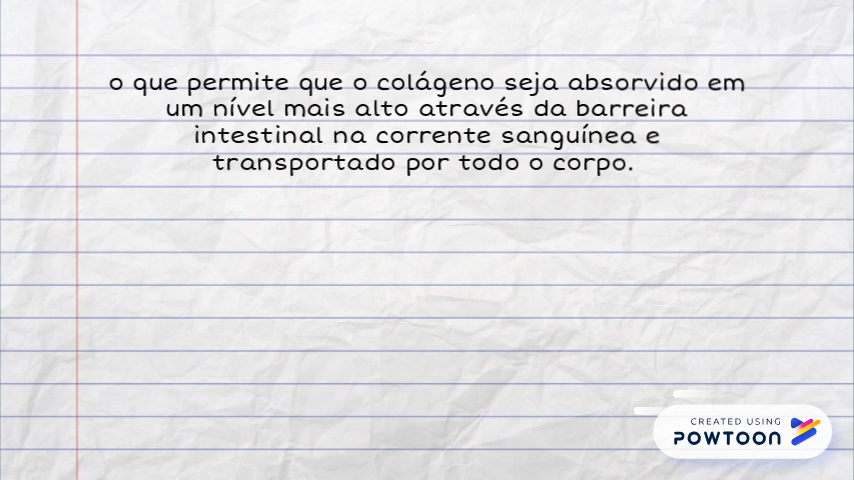 o que permite que o colágeno seja absorvido em
um nível mais alto através da barreira
intestinal na corrente sanguínea e
transportado por todo o corpo.
CREATED USING
POWTOON